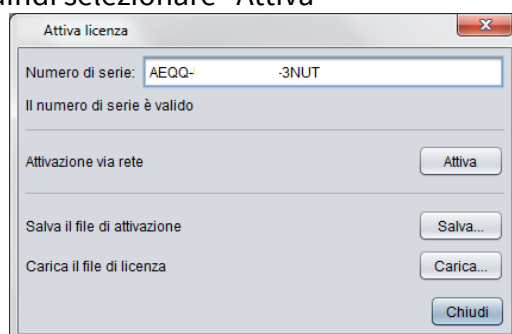 selezionare "Attiva"
Attiva licenza
Numero di serie: AEQQ- -3NUT
Il numero di serie è valido
Attivazione via rete Attiva
Salva il file di attivazione Salva...
Carica il file di licenza Carica...
Chiudi